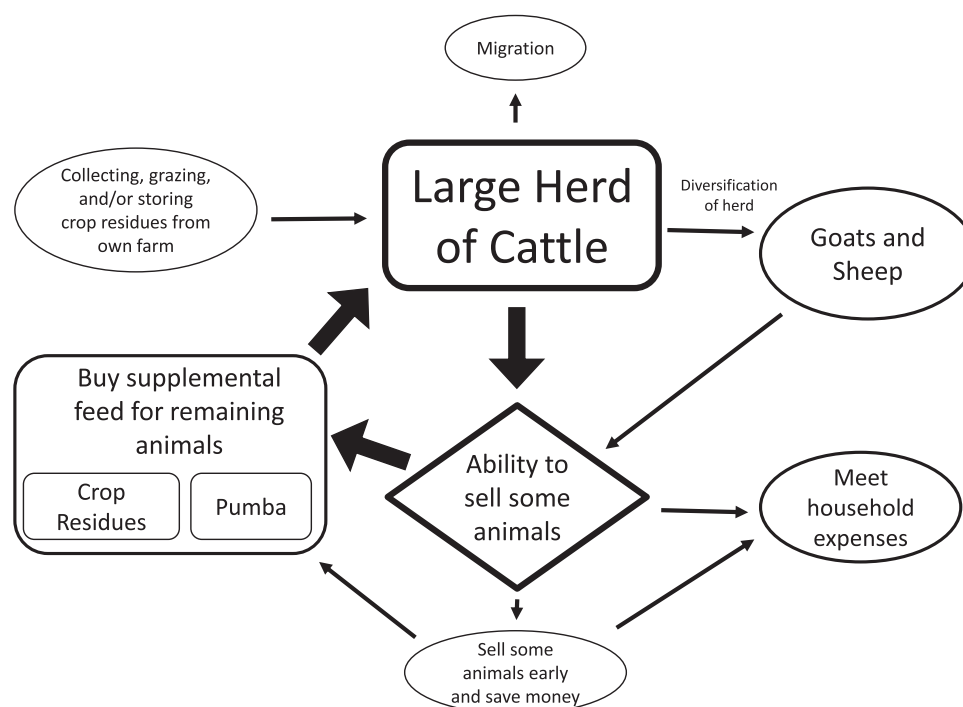 Migration
Collecting, grazing,
and/or storing
crop residues from
own farm
Large Herd
of Cattle
Diversification
of herd
Goats and
Sheep
Buy supplemental
feed for remaining
animals
Crop
Residues
Pumba
Ability to
sell some
animals
Meet
household
expenses
Sell some
animals early
and save money